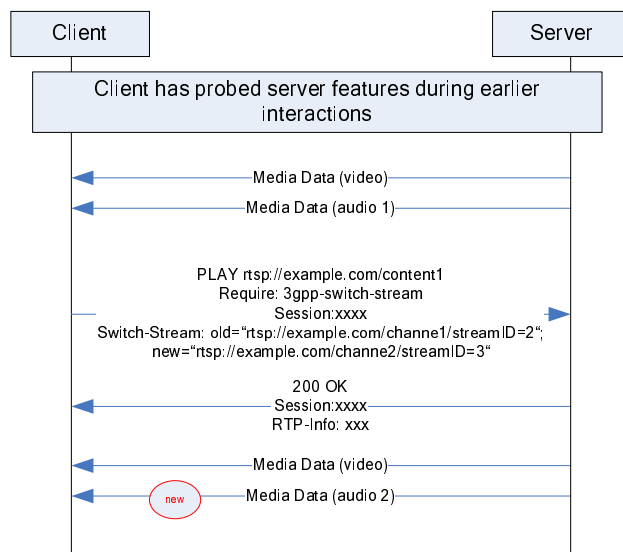 Client
Server
Client has probed server features during earlier
interactions
Media Data (video)
Media Data (audio 1)
PLAY rtsp://example.com/content1
Require: 3gpp-switch-stream
Session:xxxx
Switch-Stream: old=“rtsp://example.com/channe1/streamID=2“;
new=“rtsp://example.com/channe2/streamID=3“
200 OK
Session:xxxx
RTP-Info: xxx
Media Data (video)
new
Media Data (audio 2)